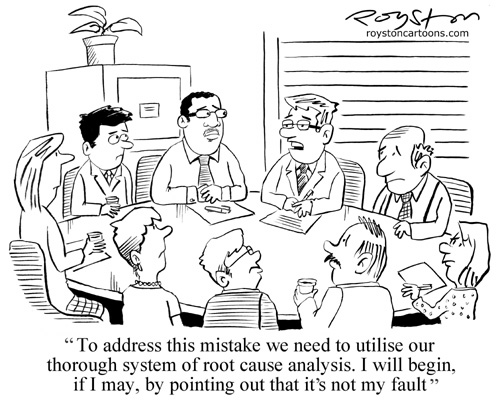 Royston
roystoncartoons.com
“To address this mistake we need to utilise our
thorough system of root cause analysis. I will begin,
if I may, by pointing out that it's not my fault”